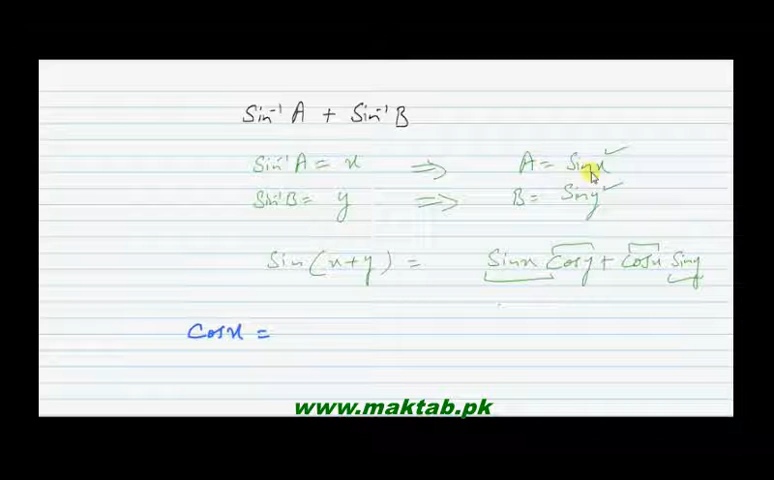 Sin⁻¹ A + Sin⁻¹ B
Sin⁻¹ A = x ⟹ A = Sinx ✓
Sin⁻¹ B = y ⟹ B = Siny ✓
Sin(x+y) = Sinx Cosy + Cosx Siny
Cosx =
www.maktab.pk